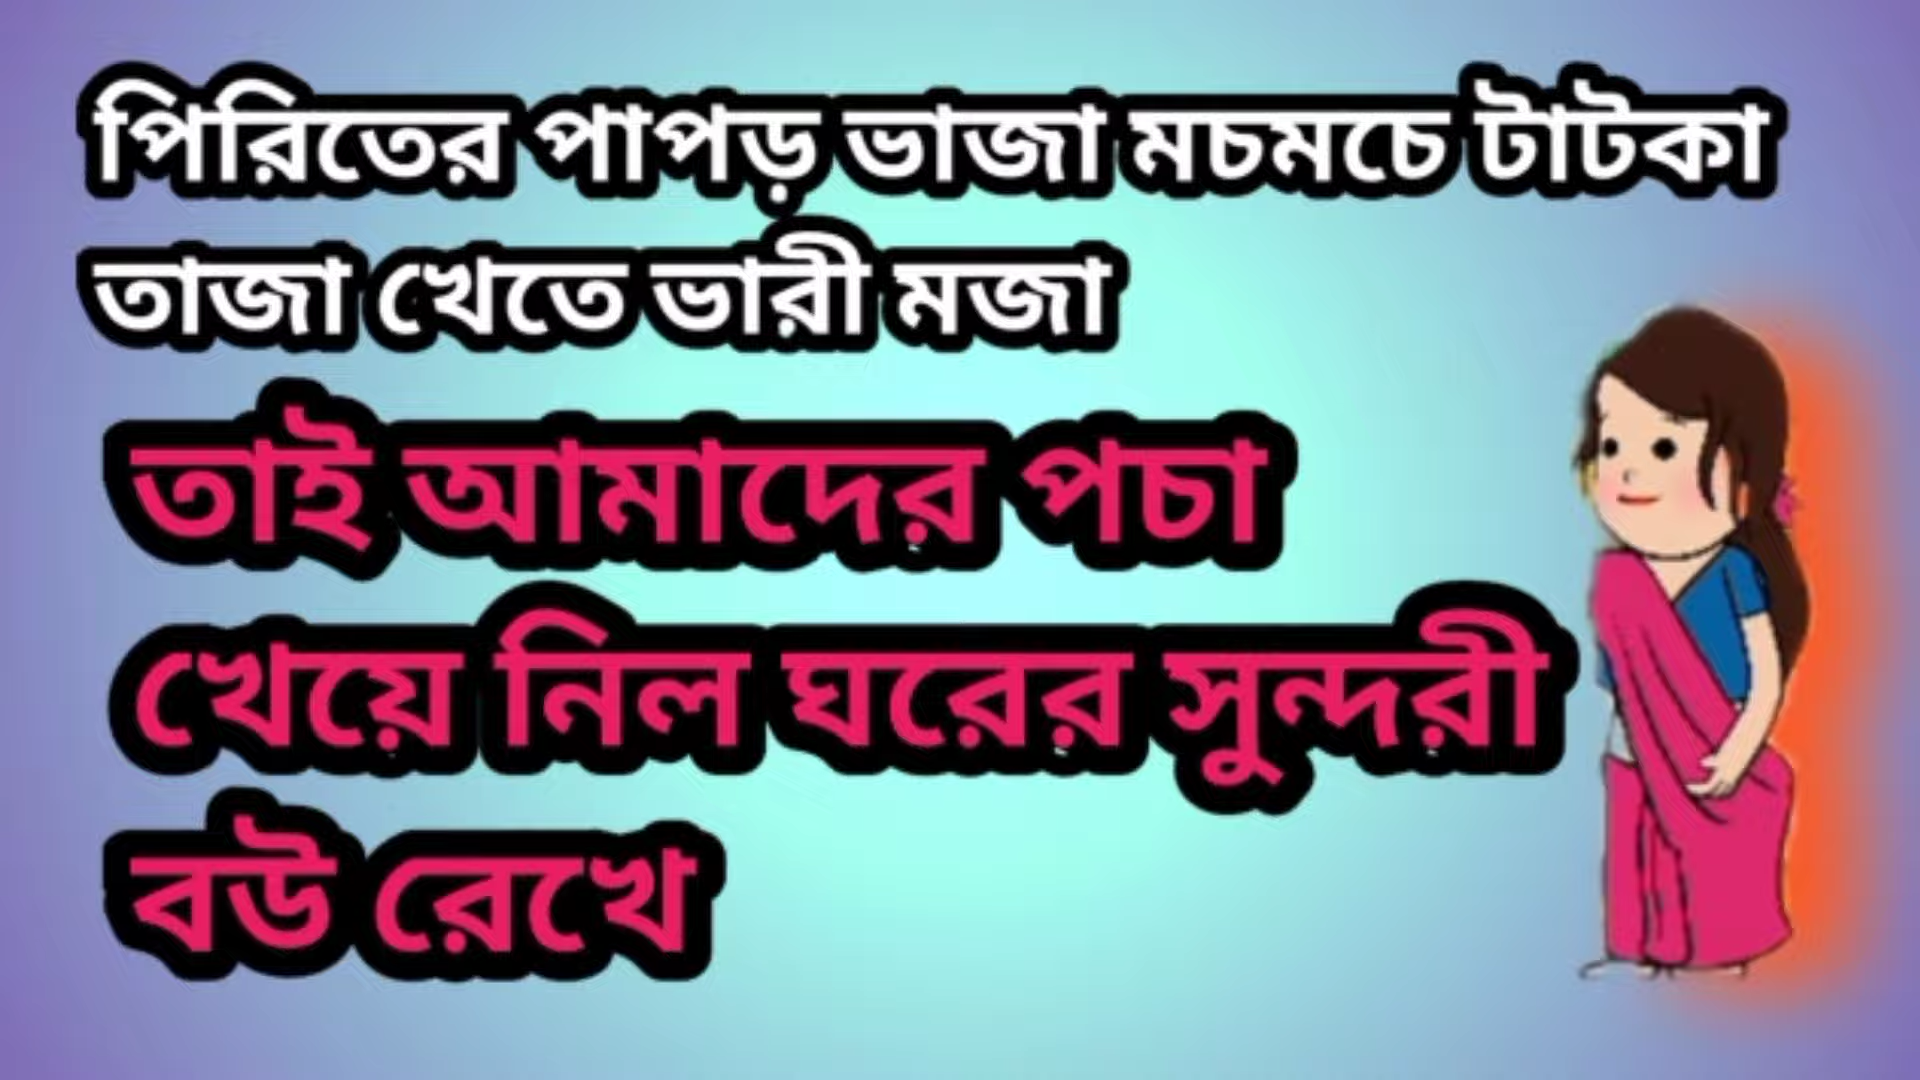 পিরিতের পাপড় ভাজা মচমচে টাটকা
তাজা খেতে ভারী মজা
তাই আমাদের পচা
খেয়ে নিল ঘরের সুন্দরী
বউ রেখে